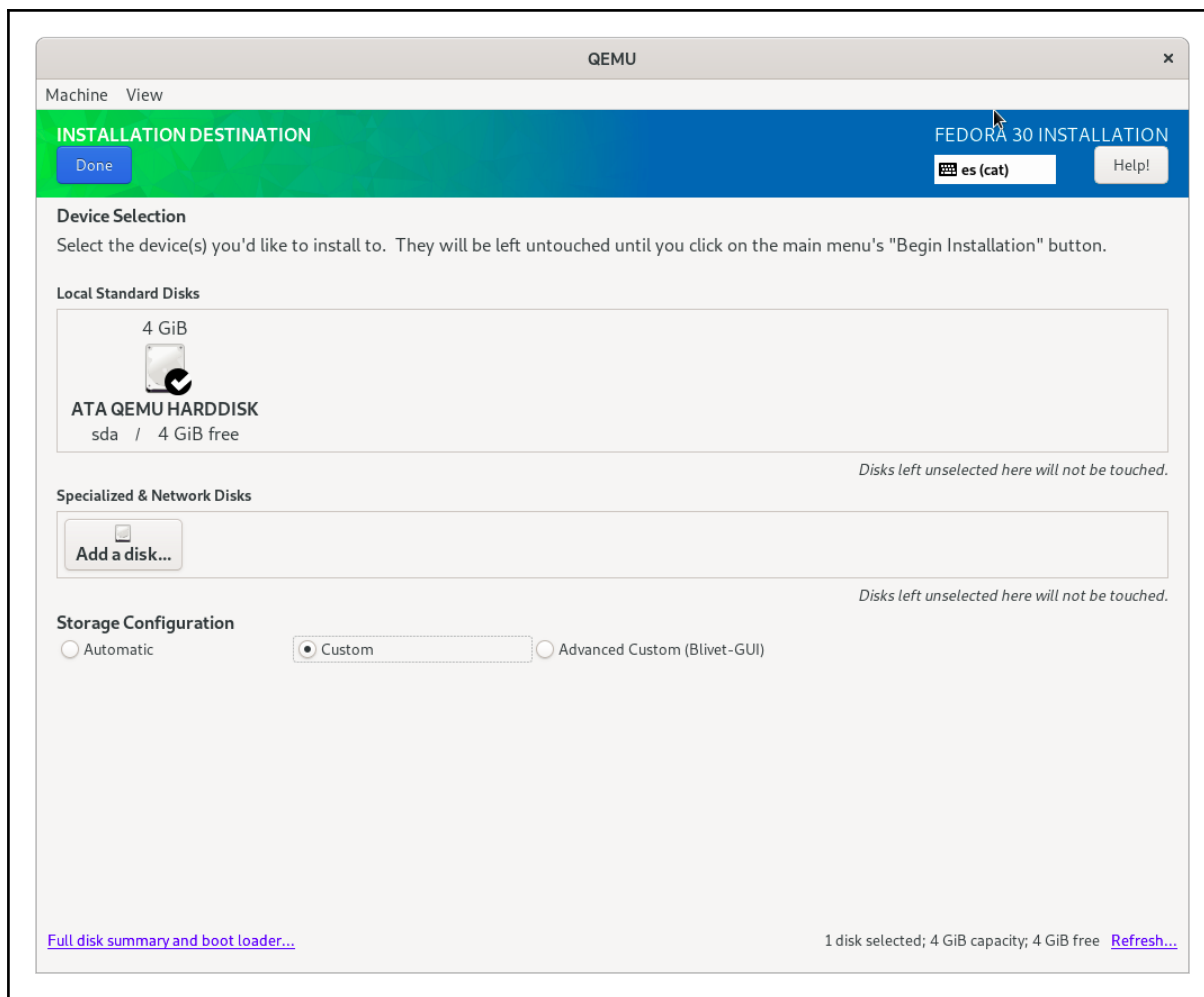 QEMU ×
Machine View
INSTALLATION DESTINATION
FEDORA 30 INSTALLATION
Done
es (cat)
Help!
Device Selection
Select the device(s) you'd like to install to. They will be left untouched until you click on the main menu's "Begin Installation" button.
Local Standard Disks
4 GiB
ATA QEMU HARDDISK
sda / 4 GiB free
Disks left unselected here will not be touched.
Specialized & Network Disks
Add a disk...
Disks left unselected here will not be touched.
Storage Configuration
Automatic Custom Advanced Custom (Blivet-GUI)
Full disk summary and boot loader...
1 disk selected; 4 GiB capacity; 4 GiB free Refresh...